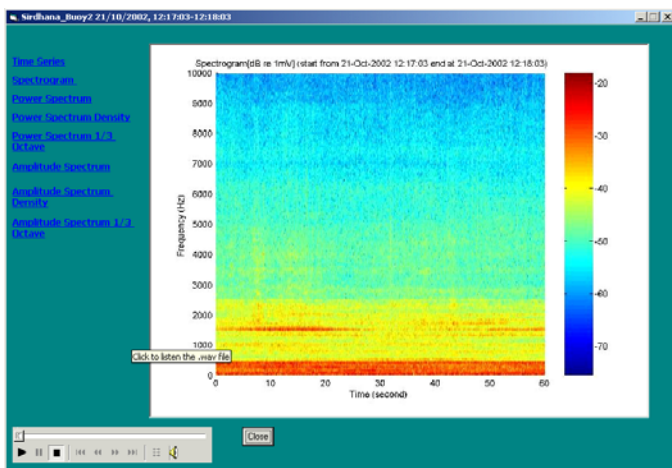 Sirdhana_Buoy2 21/10/2002, 12:17:03-12:18:03
Time Series
Spectrogram
Power Spectrum
Power Spectrum Density
Power Spectrum 1/3
Octave
Amplitude Spectrum
Amplitude Spectrum
Density
Amplitude Spectrum 1/3
Octave
Spectrogram[dB re 1mV] (start from 21-Oct-2002 12:17:03 end at 21-Oct-2002 12:18:03)
10000
9000
8000
7000
6000
5000
4000
3000
2000
1000
0
Frequency (Hz)
0 10 20 30 40 50 60
Time (second)
-20
-30
-40
-50
-60
-70
Click to listen the .wav file
Close